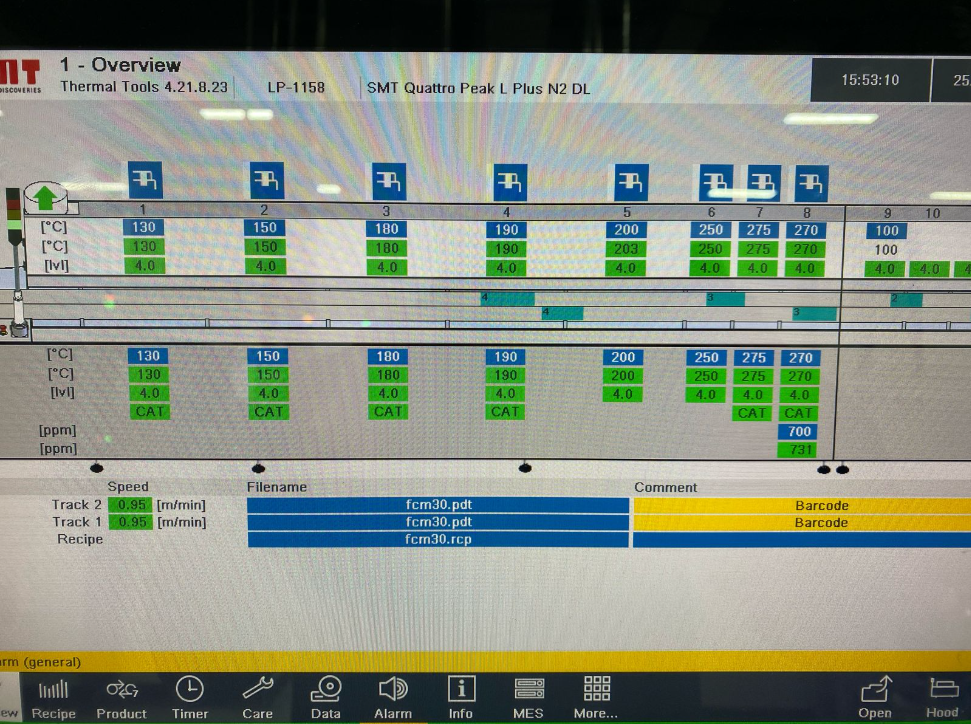 MT
DISCOVERIES
1 - Overview
Thermal Tools 4.21.8.23 LP-1158 SMT Quattro Peak L Plus N2 DL
15:53:10 25.
1 2 3 4 5 6 7 8 9 10
[°C] 130 150 180 190 200 250 275 270 100
[°C] 130 150 180 190 203 250 275 270 100
[lvl] 4.0 4.0 4.0 4.0 4.0 4.0 4.0 4.0 4.0 4.0 4
4 3 2
4 3
[°C] 130 150 180 190 200 250 275 270
[°C] 130 150 180 190 200 250 275 270
[lvl] 4.0 4.0 4.0 4.0 4.0 4.0 4.0 4.0
CAT CAT CAT CAT CAT CAT
[ppm] 700
[ppm] 731
Speed Filename Comment
Track 2 0.95 [m/min] fcm30.pdt Barcode
Track 1 0.95 [m/min] fcm30.pdt Barcode
Recipe fcm30.rcp
rm (general)
ew Recipe Product Timer Care Data Alarm Info MES More... Open Hood